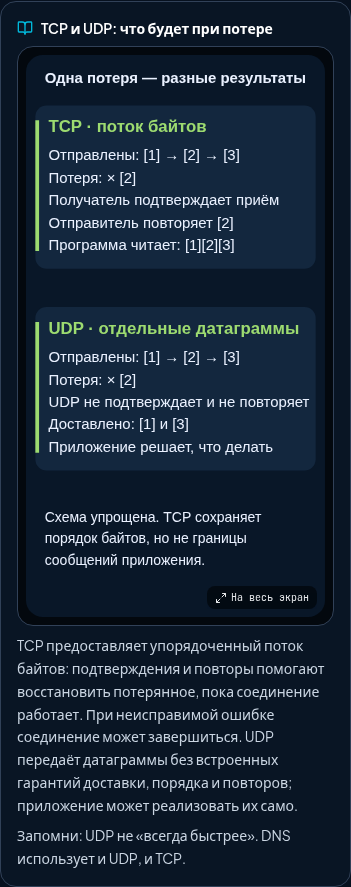 TCP и UDP: что будет при потере
Одна потеря — разные результаты
TCP · поток байтов
Отправлены: [1] → [2] → [3]
Потеря: × [2]
Получатель подтверждает приём
Отправитель повторяет [2]
Программа читает: [1][2][3]
UDP · отдельные датаграммы
Отправлены: [1] → [2] → [3]
Потеря: × [2]
UDP не подтверждает и не повторяет
Доставлено: [1] и [3]
Приложение решает, что делать
Схема упрощена. TCP сохраняет
порядок байтов, но не границы
сообщений приложения.
На весь экран
TCP предоставляет упорядоченный поток
байтов: подтверждения и повторы помогают
восстановить потерянное, пока соединение
работает. При неисправимой ошибке
соединение может завершиться. UDP
передаёт датаграммы без встроенных
гарантий доставки, порядка и повторов;
приложение может реализовать их само.
Запомни: UDP не «всегда быстрее». DNS
использует и UDP, и TCP.